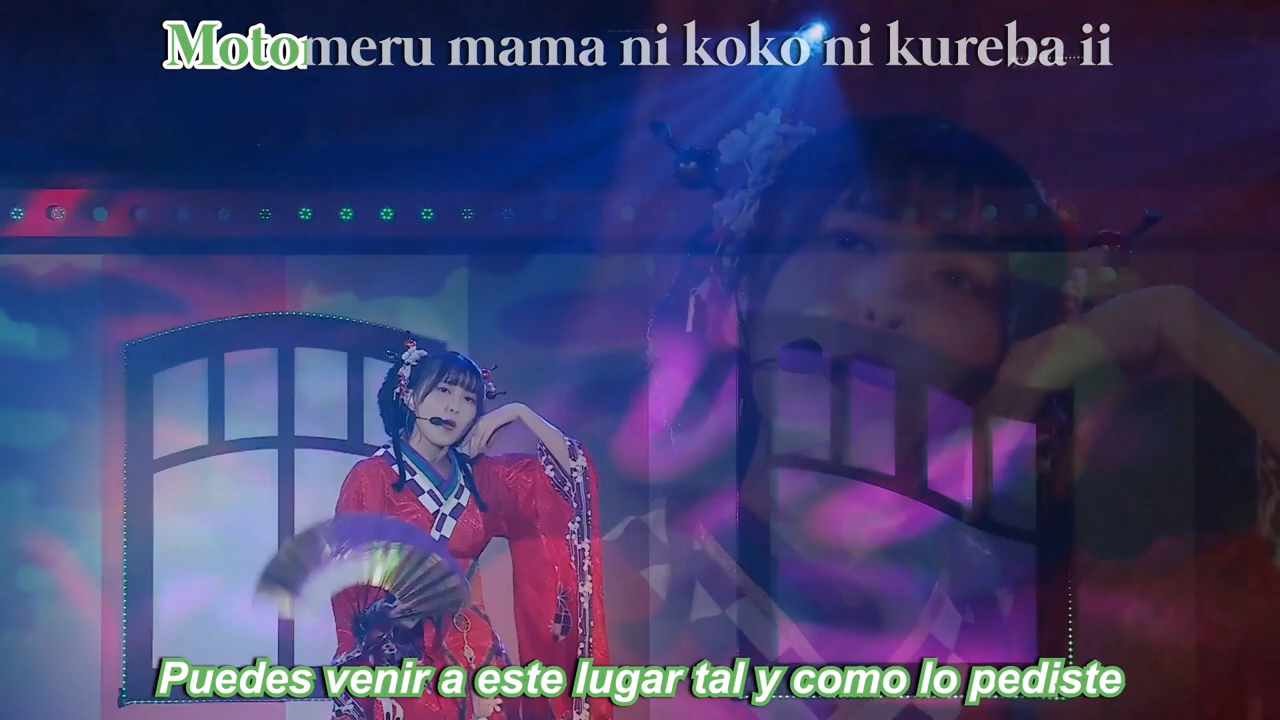 Motomeru mama ni koko ni kureba ii
Puedes venir a este lugar tal y como lo pediste